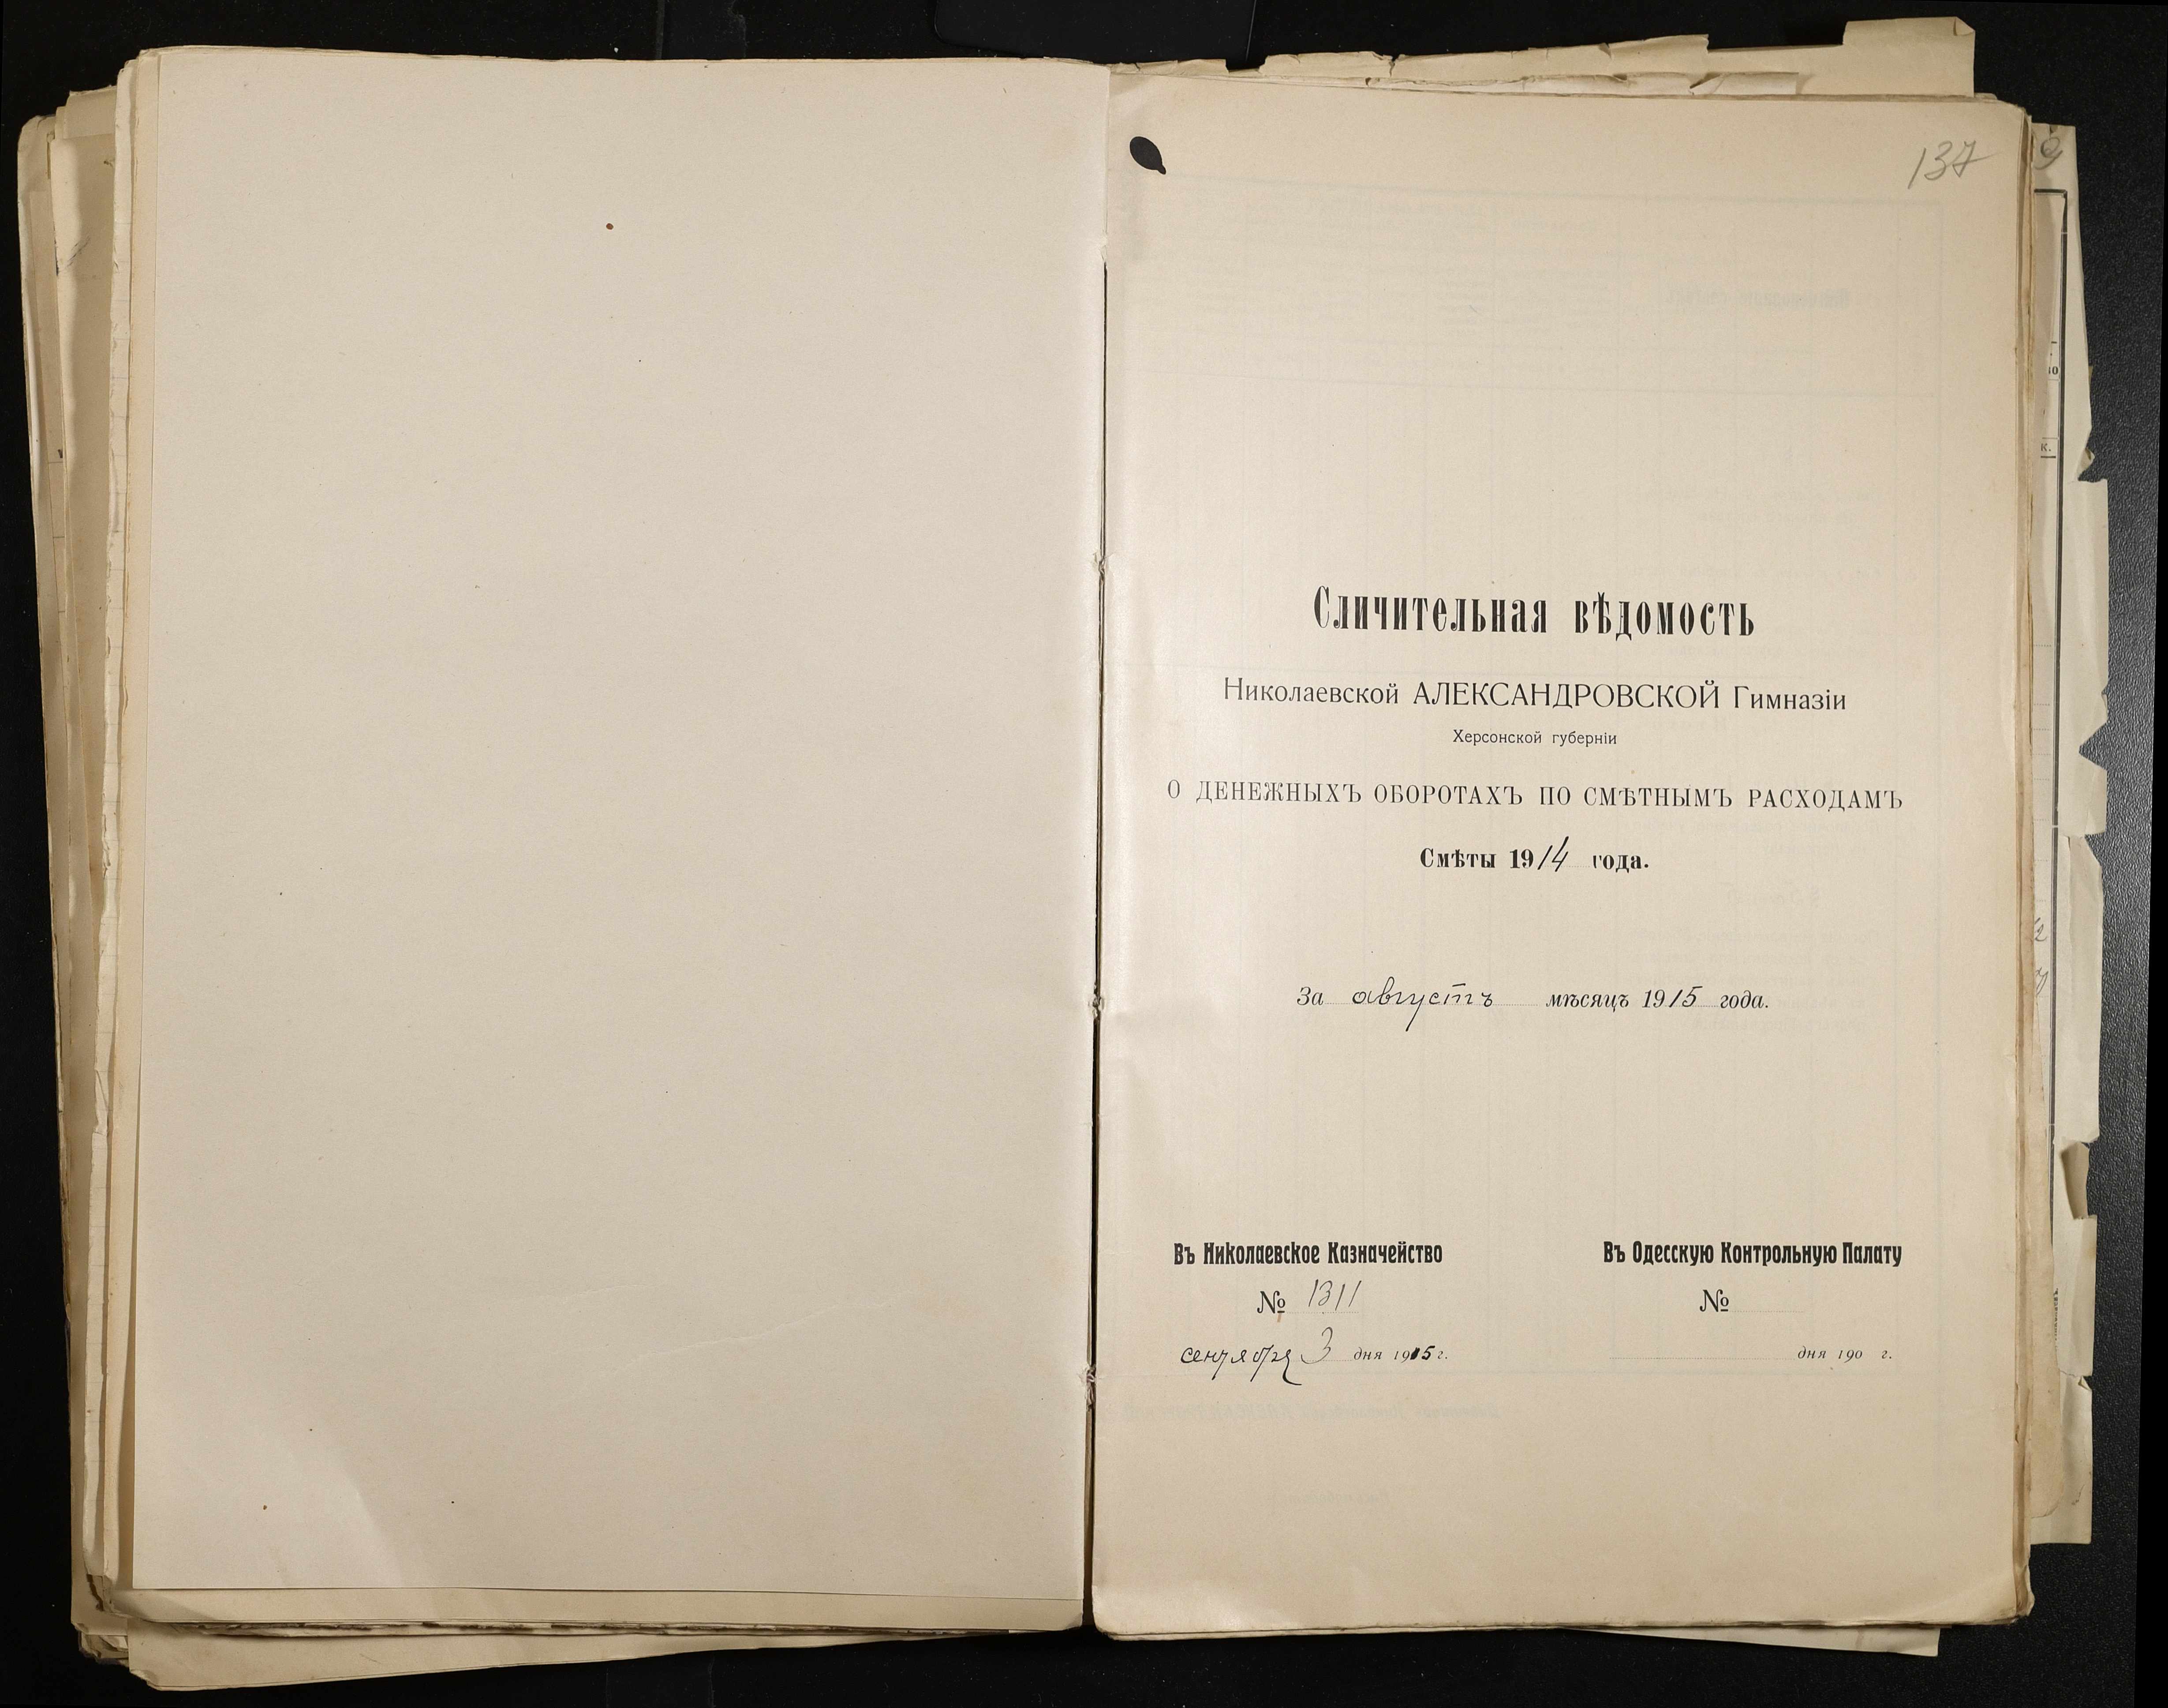 137
Сличительная вѣдомость
Николаевской АЛЕКСАНДРОВСКОЙ Гимназіи
Херсонской губерніи
О ДЕНЕЖНЫХЪ ОБОРОТАХЪ ПО СМѢТНЫМЪ РАСХОДАМЪ
Смѣты 1914 года.
За августъ мѣсяцъ 1915 года.
Въ Николаевское Казначейство
№ 1311
сентября 3 дня 1915 г.
Въ Одесскую Контрольную Палату
№
дня 190 г.